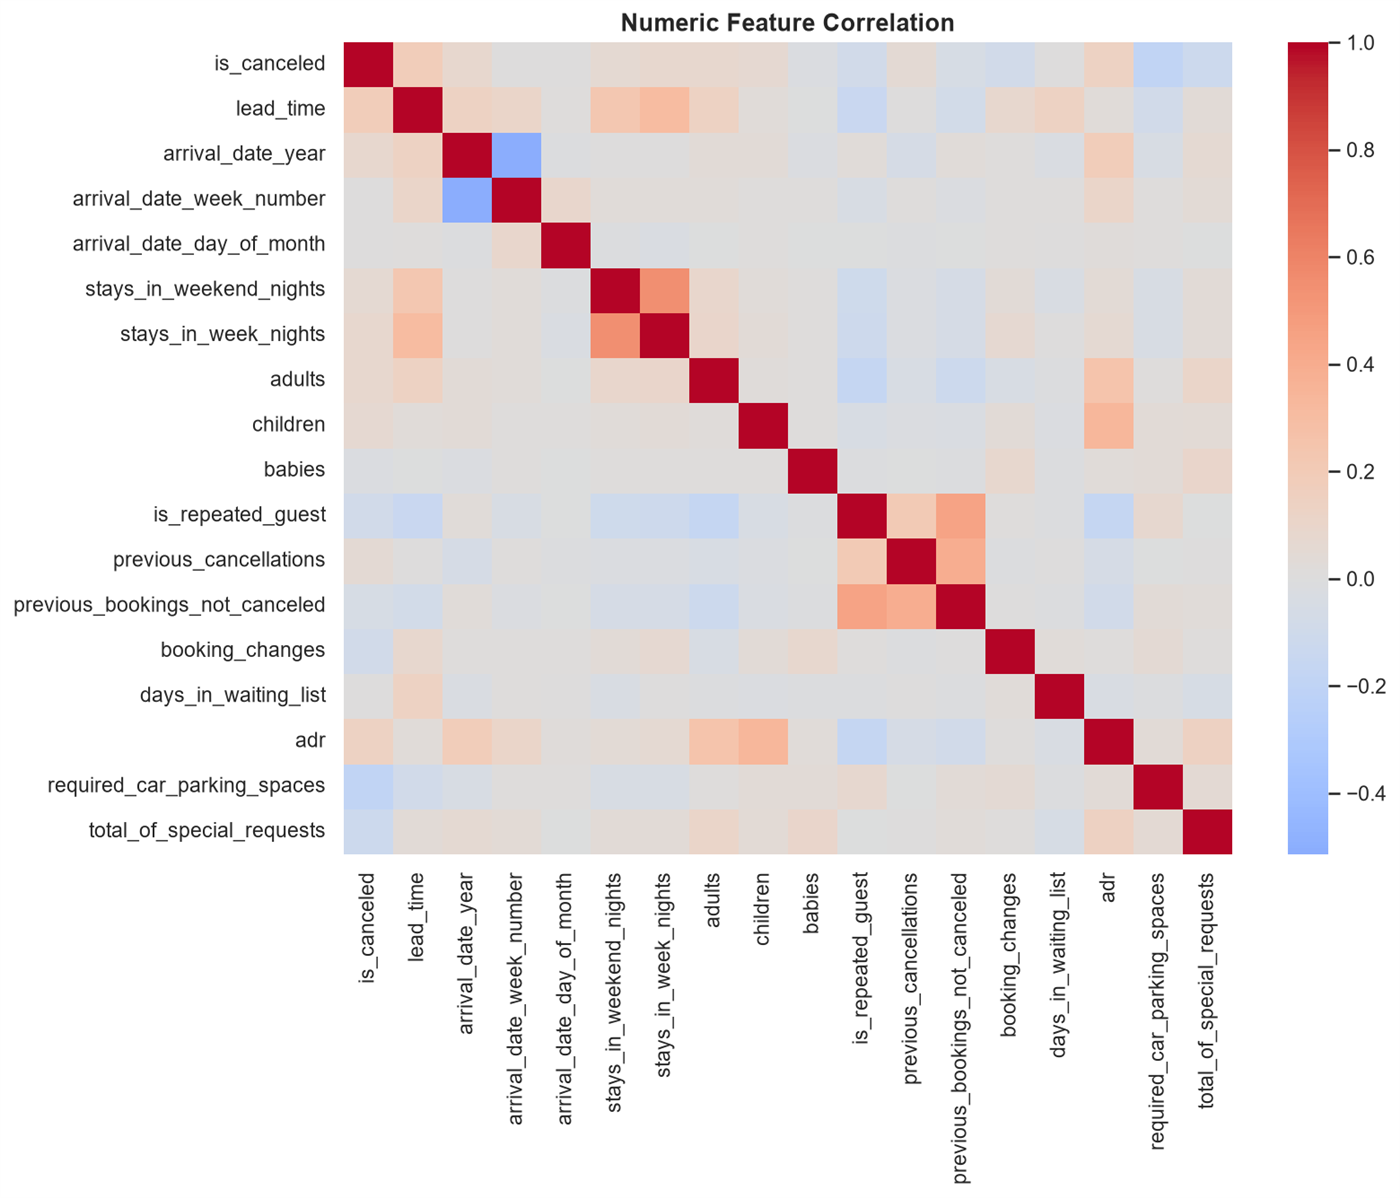 Numeric Feature Correlation
is_canceled
lead_time
arrival_date_year
arrival_date_week_number
arrival_date_day_of_month
stays_in_weekend_nights
stays_in_week_nights
adults
children
babies
is_repeated_guest
previous_cancellations
previous_bookings_not_canceled
booking_changes
days_in_waiting_list
adr
required_car_parking_spaces
total_of_special_requests
is_canceled
lead_time
arrival_date_year
arrival_date_week_number
arrival_date_day_of_month
stays_in_weekend_nights
stays_in_week_nights
adults
children
babies
is_repeated_guest
previous_cancellations
previous_bookings_not_canceled
booking_changes
days_in_waiting_list
adr
required_car_parking_spaces
total_of_special_requests
1.0
0.8
0.6
0.4
0.2
0.0
−0.2
−0.4